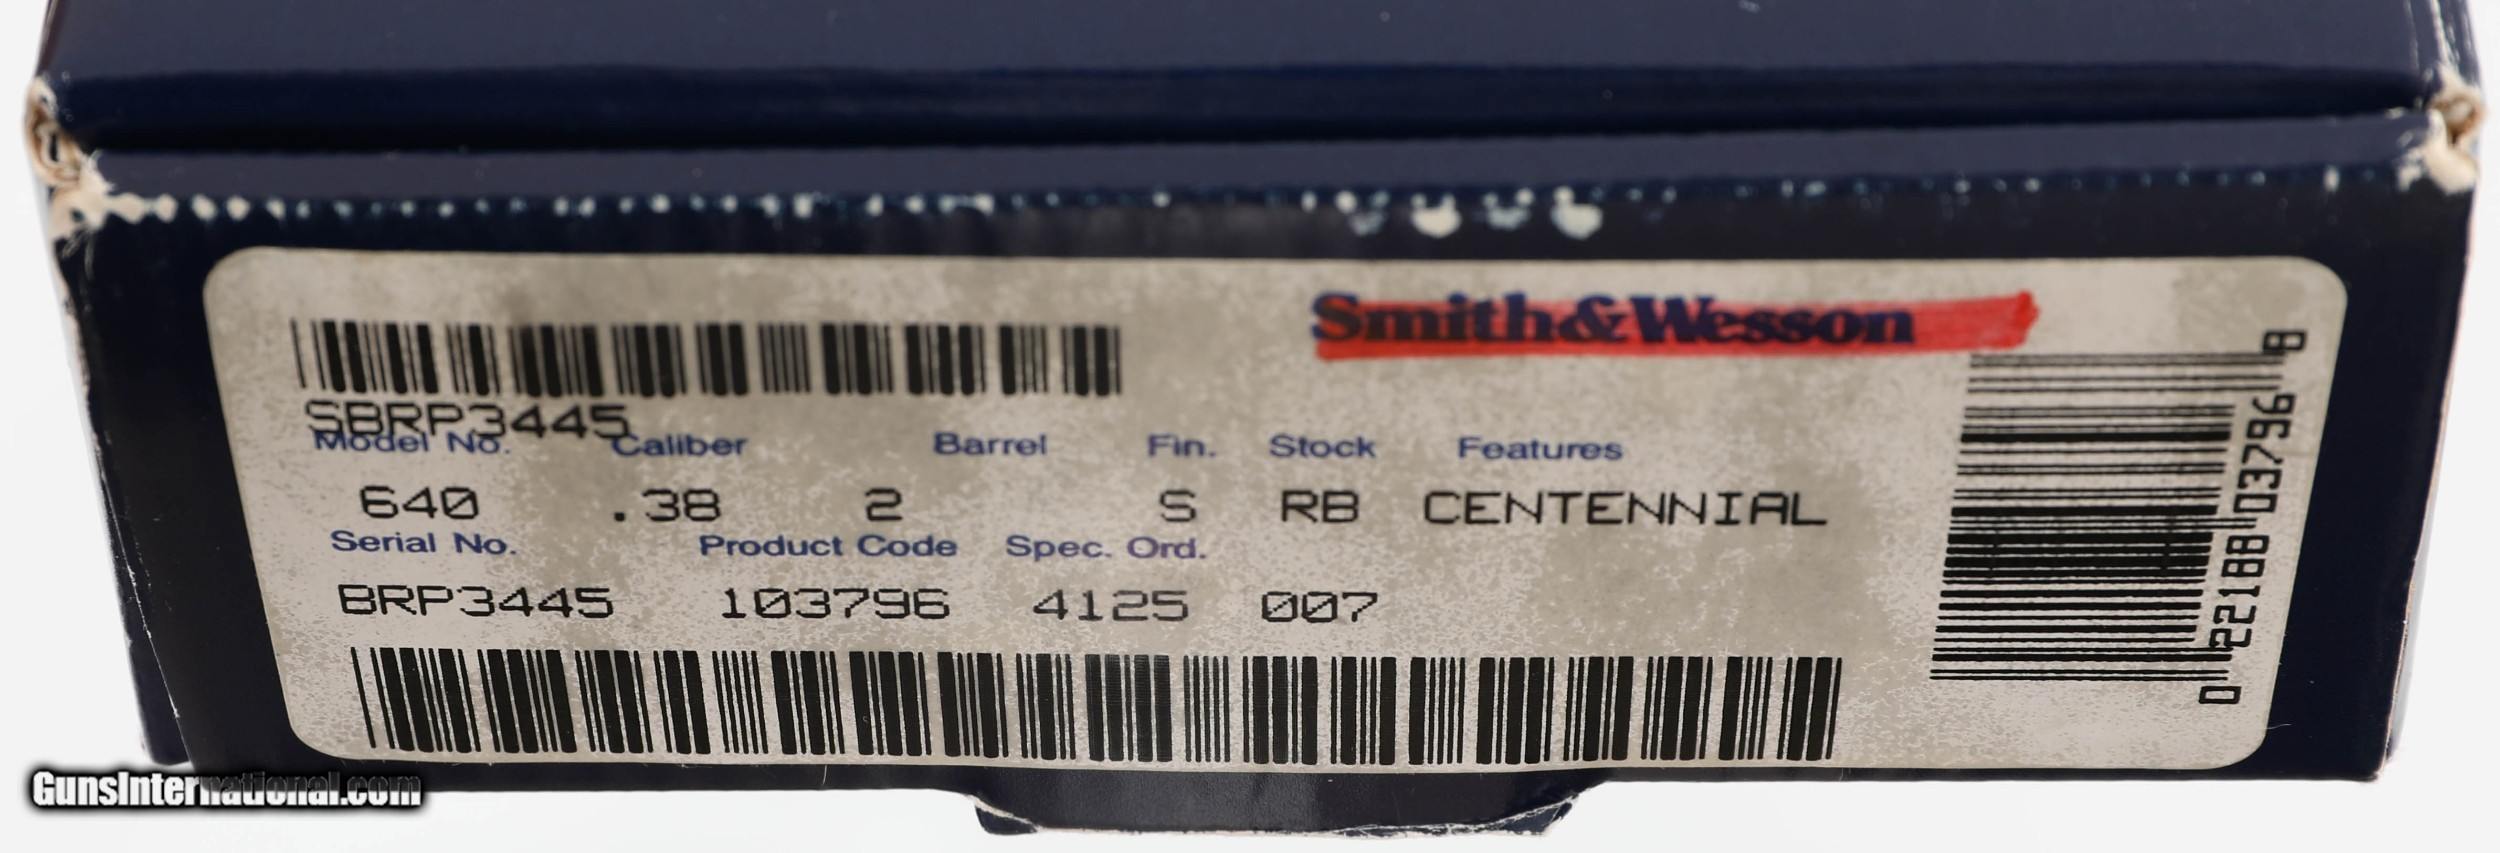 Smith&Wesson
SBRP3445
Model No. Caliber Barrel Fin. Stock Features
640 .38 2 S RB CENTENNIAL
Serial No. Product Code Spec. Ord.
BRP3445 103796 4125 007
0 22188 03796 8
GunsInternational.com